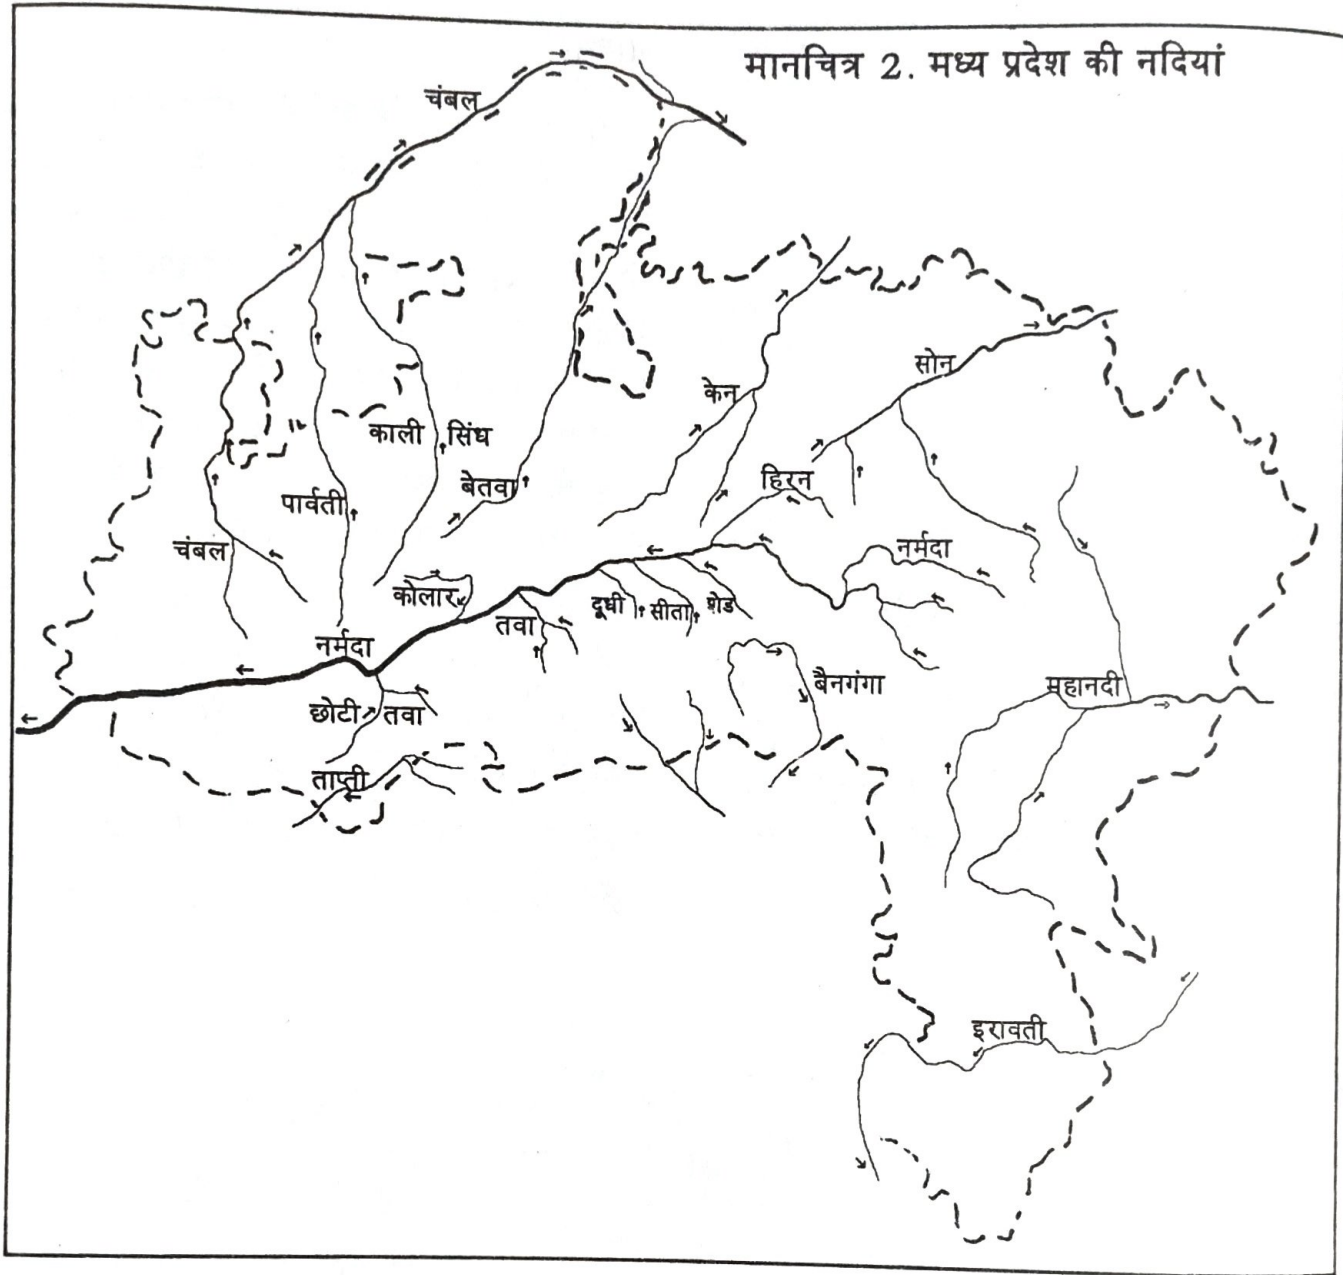 मानचित्र 2. मध्य प्रदेश की नदियां
चंबल
सोन
केन
काली सिंध
हिरन
बेतवा
पार्वती
चंबल
नर्मदा
कोलार
दूधी
सीता
शेड
तवा
नर्मदा
बैनगंगा
महानदी
छोटी तवा
ताप्ती
इरावती